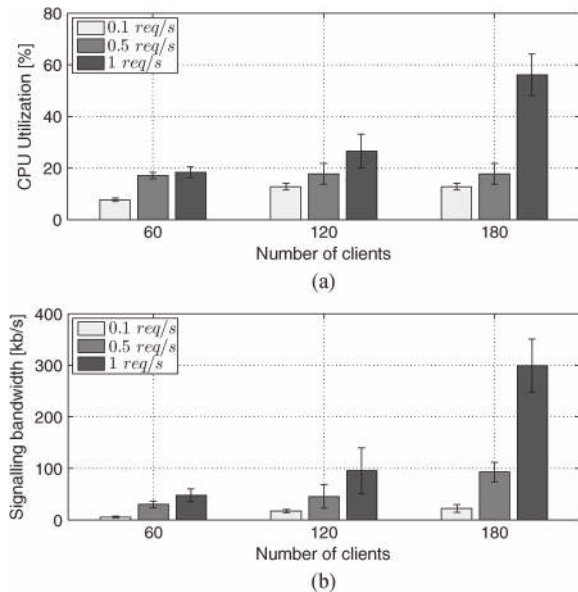 80
60
40
20
0
CPU Utilization [%]
0.1 req/s
0.5 req/s
1 req/s
60
120
180
Number of clients
(a)
400
300
200
100
0
Signalling bandwidth [kb/s]
0.1 req/s
0.5 req/s
1 req/s
60
120
180
Number of clients
(b)